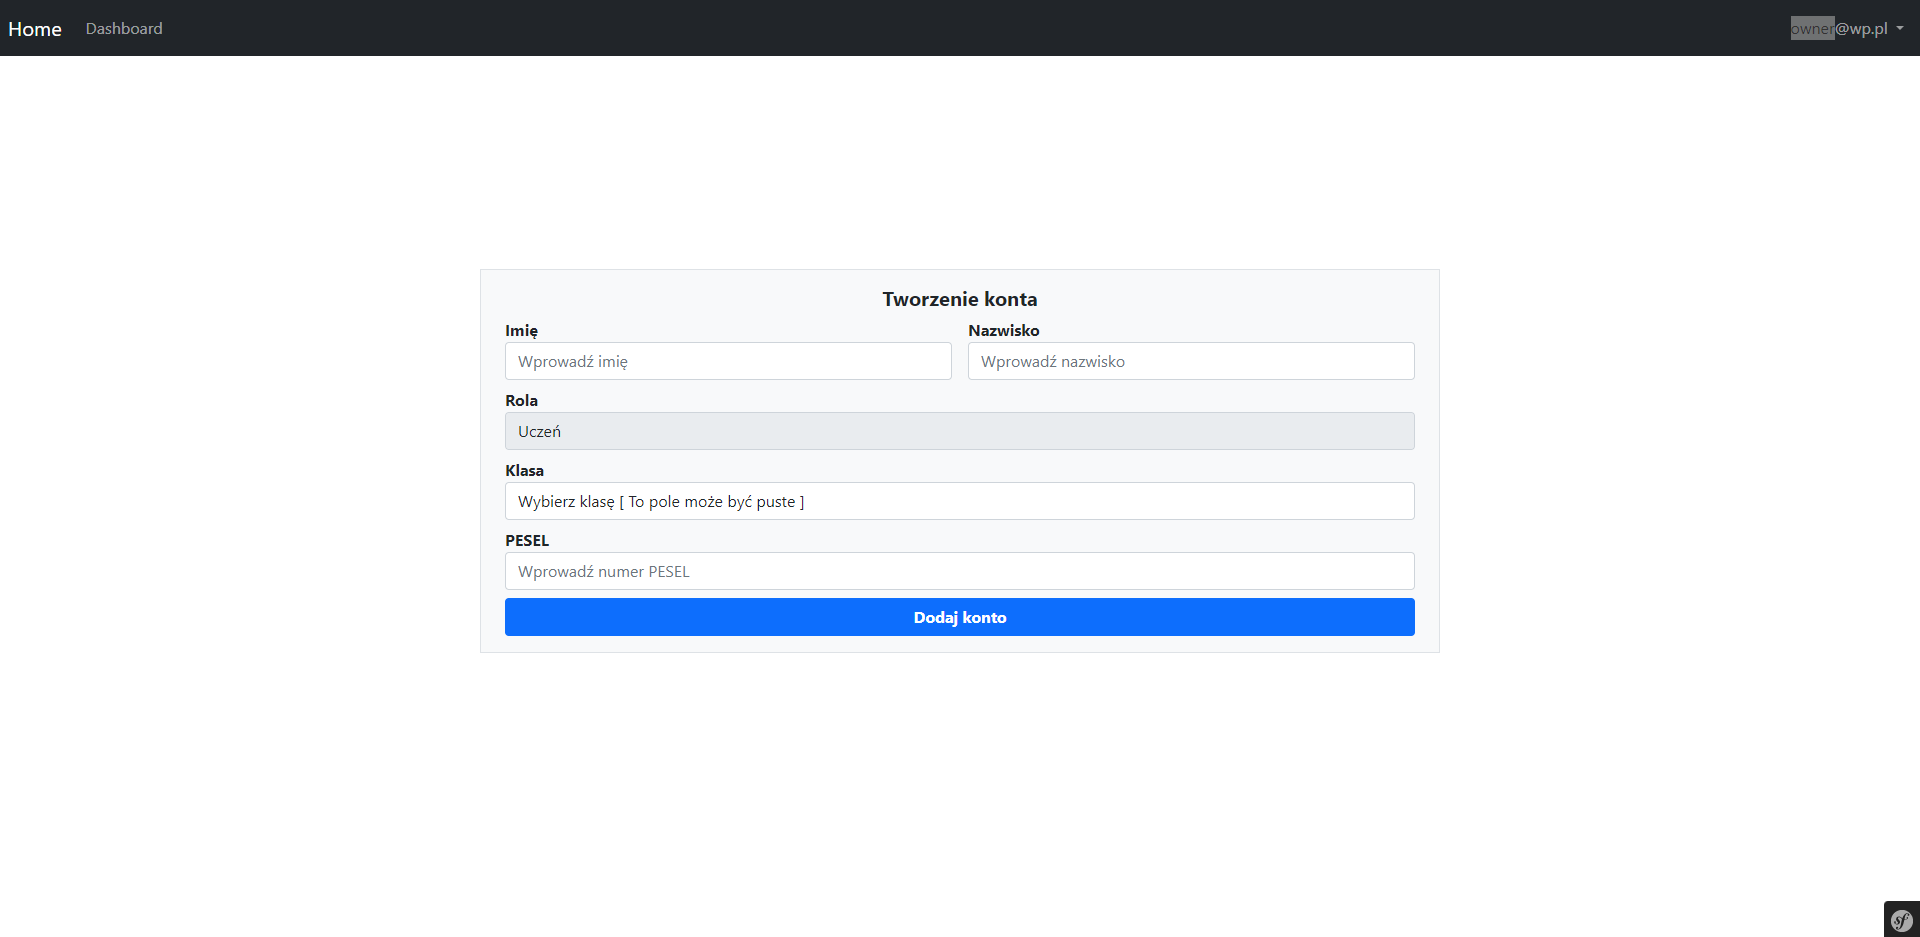 Home Dashboard owner@wp.pl
Tworzenie konta
Imię Nazwisko
Wprowadź imię Wprowadź nazwisko
Rola
Uczeń
Klasa
Wybierz klasę [ To pole może być puste ]
PESEL
Wprowadź numer PESEL
Dodaj konto
sf